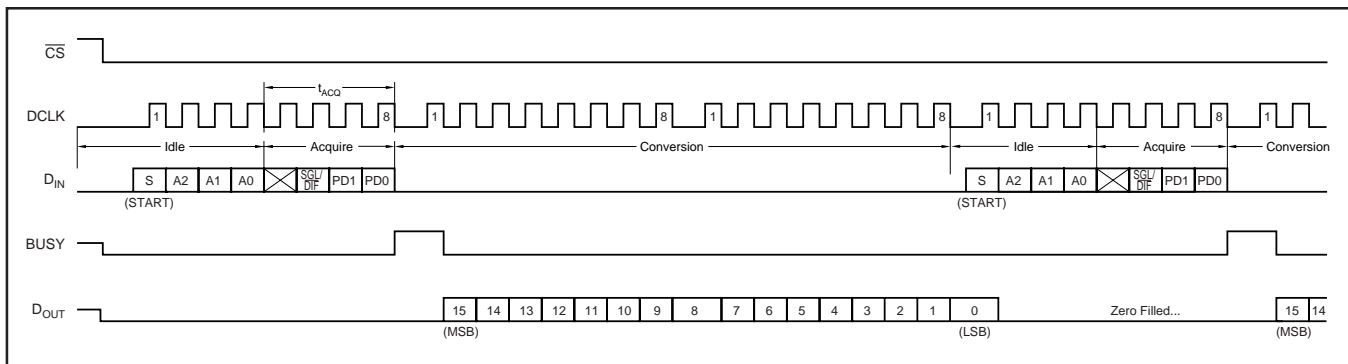 CS
tACQ
DCLK 1 8 1 8 1 8 1 8 1
Idle Acquire Conversion Idle Acquire Conversion
DIN S A2 A1 A0 SGL/DIF PD1 PD0 S A2 A1 A0 SGL/DIF PD1 PD0
(START) (START)
BUSY
DOUT 15 14 13 12 11 10 9 8 7 6 5 4 3 2 1 0 Zero Filled... 15 14
(MSB) (LSB) (MSB)